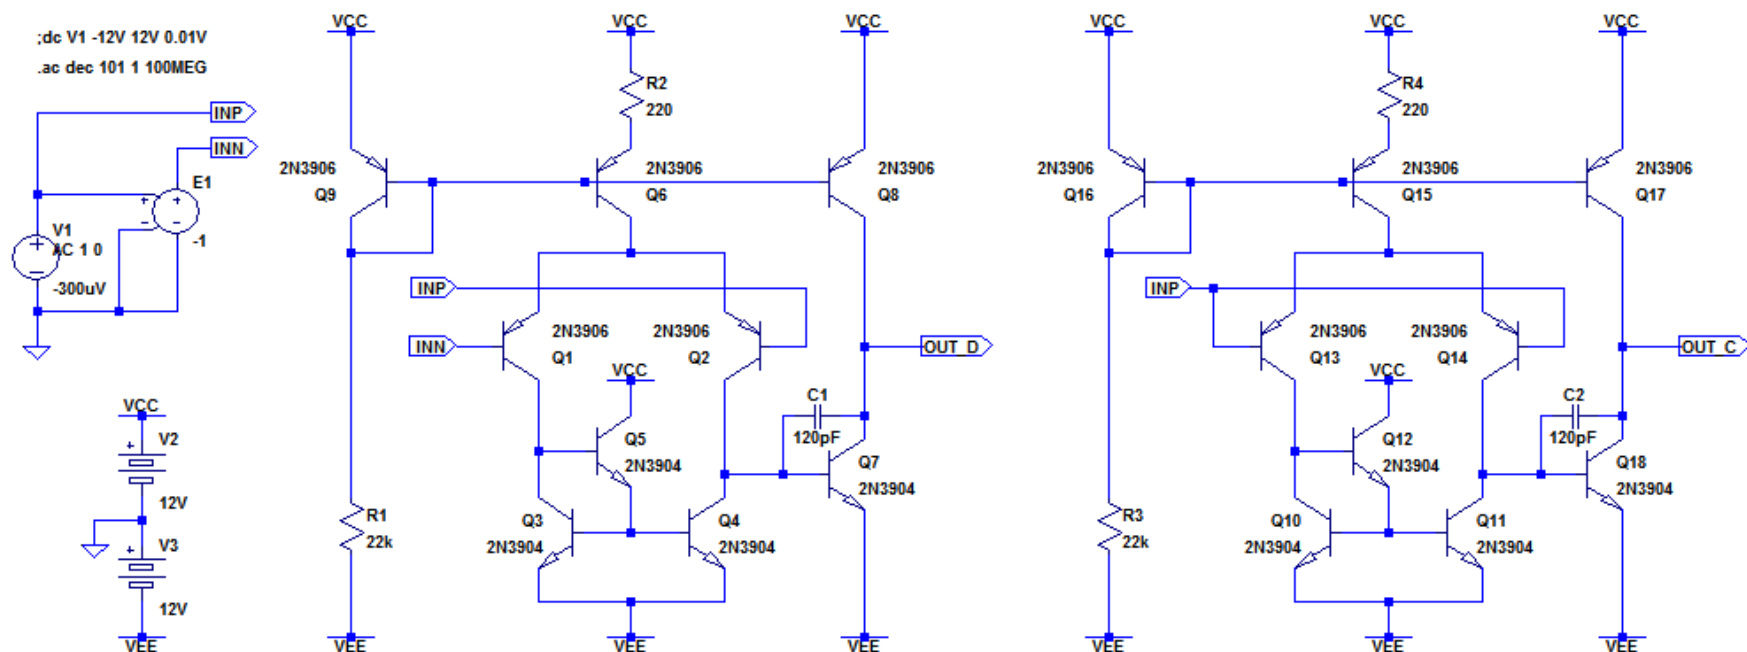 ;dc V1 -12V 12V 0.01V
.ac dec 101 1 100MEG
INP
INN
E1
-1
V1
AC 1 0
-300uV
VCC
V2
12V
V3
12V
VEE
VCC
VCC
VCC
R2
220
2N3906
Q9
2N3906
Q6
2N3906
Q8
INP
INN
2N3906
Q1
2N3906
Q2
VCC
OUT_D
C1
120pF
Q5
2N3904
Q7
2N3904
R1
22k
Q3
2N3904
Q4
2N3904
VEE
VEE
VEE
VCC
VCC
VCC
R4
220
2N3906
Q16
2N3906
Q15
2N3906
Q17
INP
2N3906
Q13
2N3906
Q14
VCC
OUT_C
C2
120pF
Q12
2N3904
Q18
2N3904
R3
22k
Q10
2N3904
Q11
2N3904
VEE
VEE
VEE